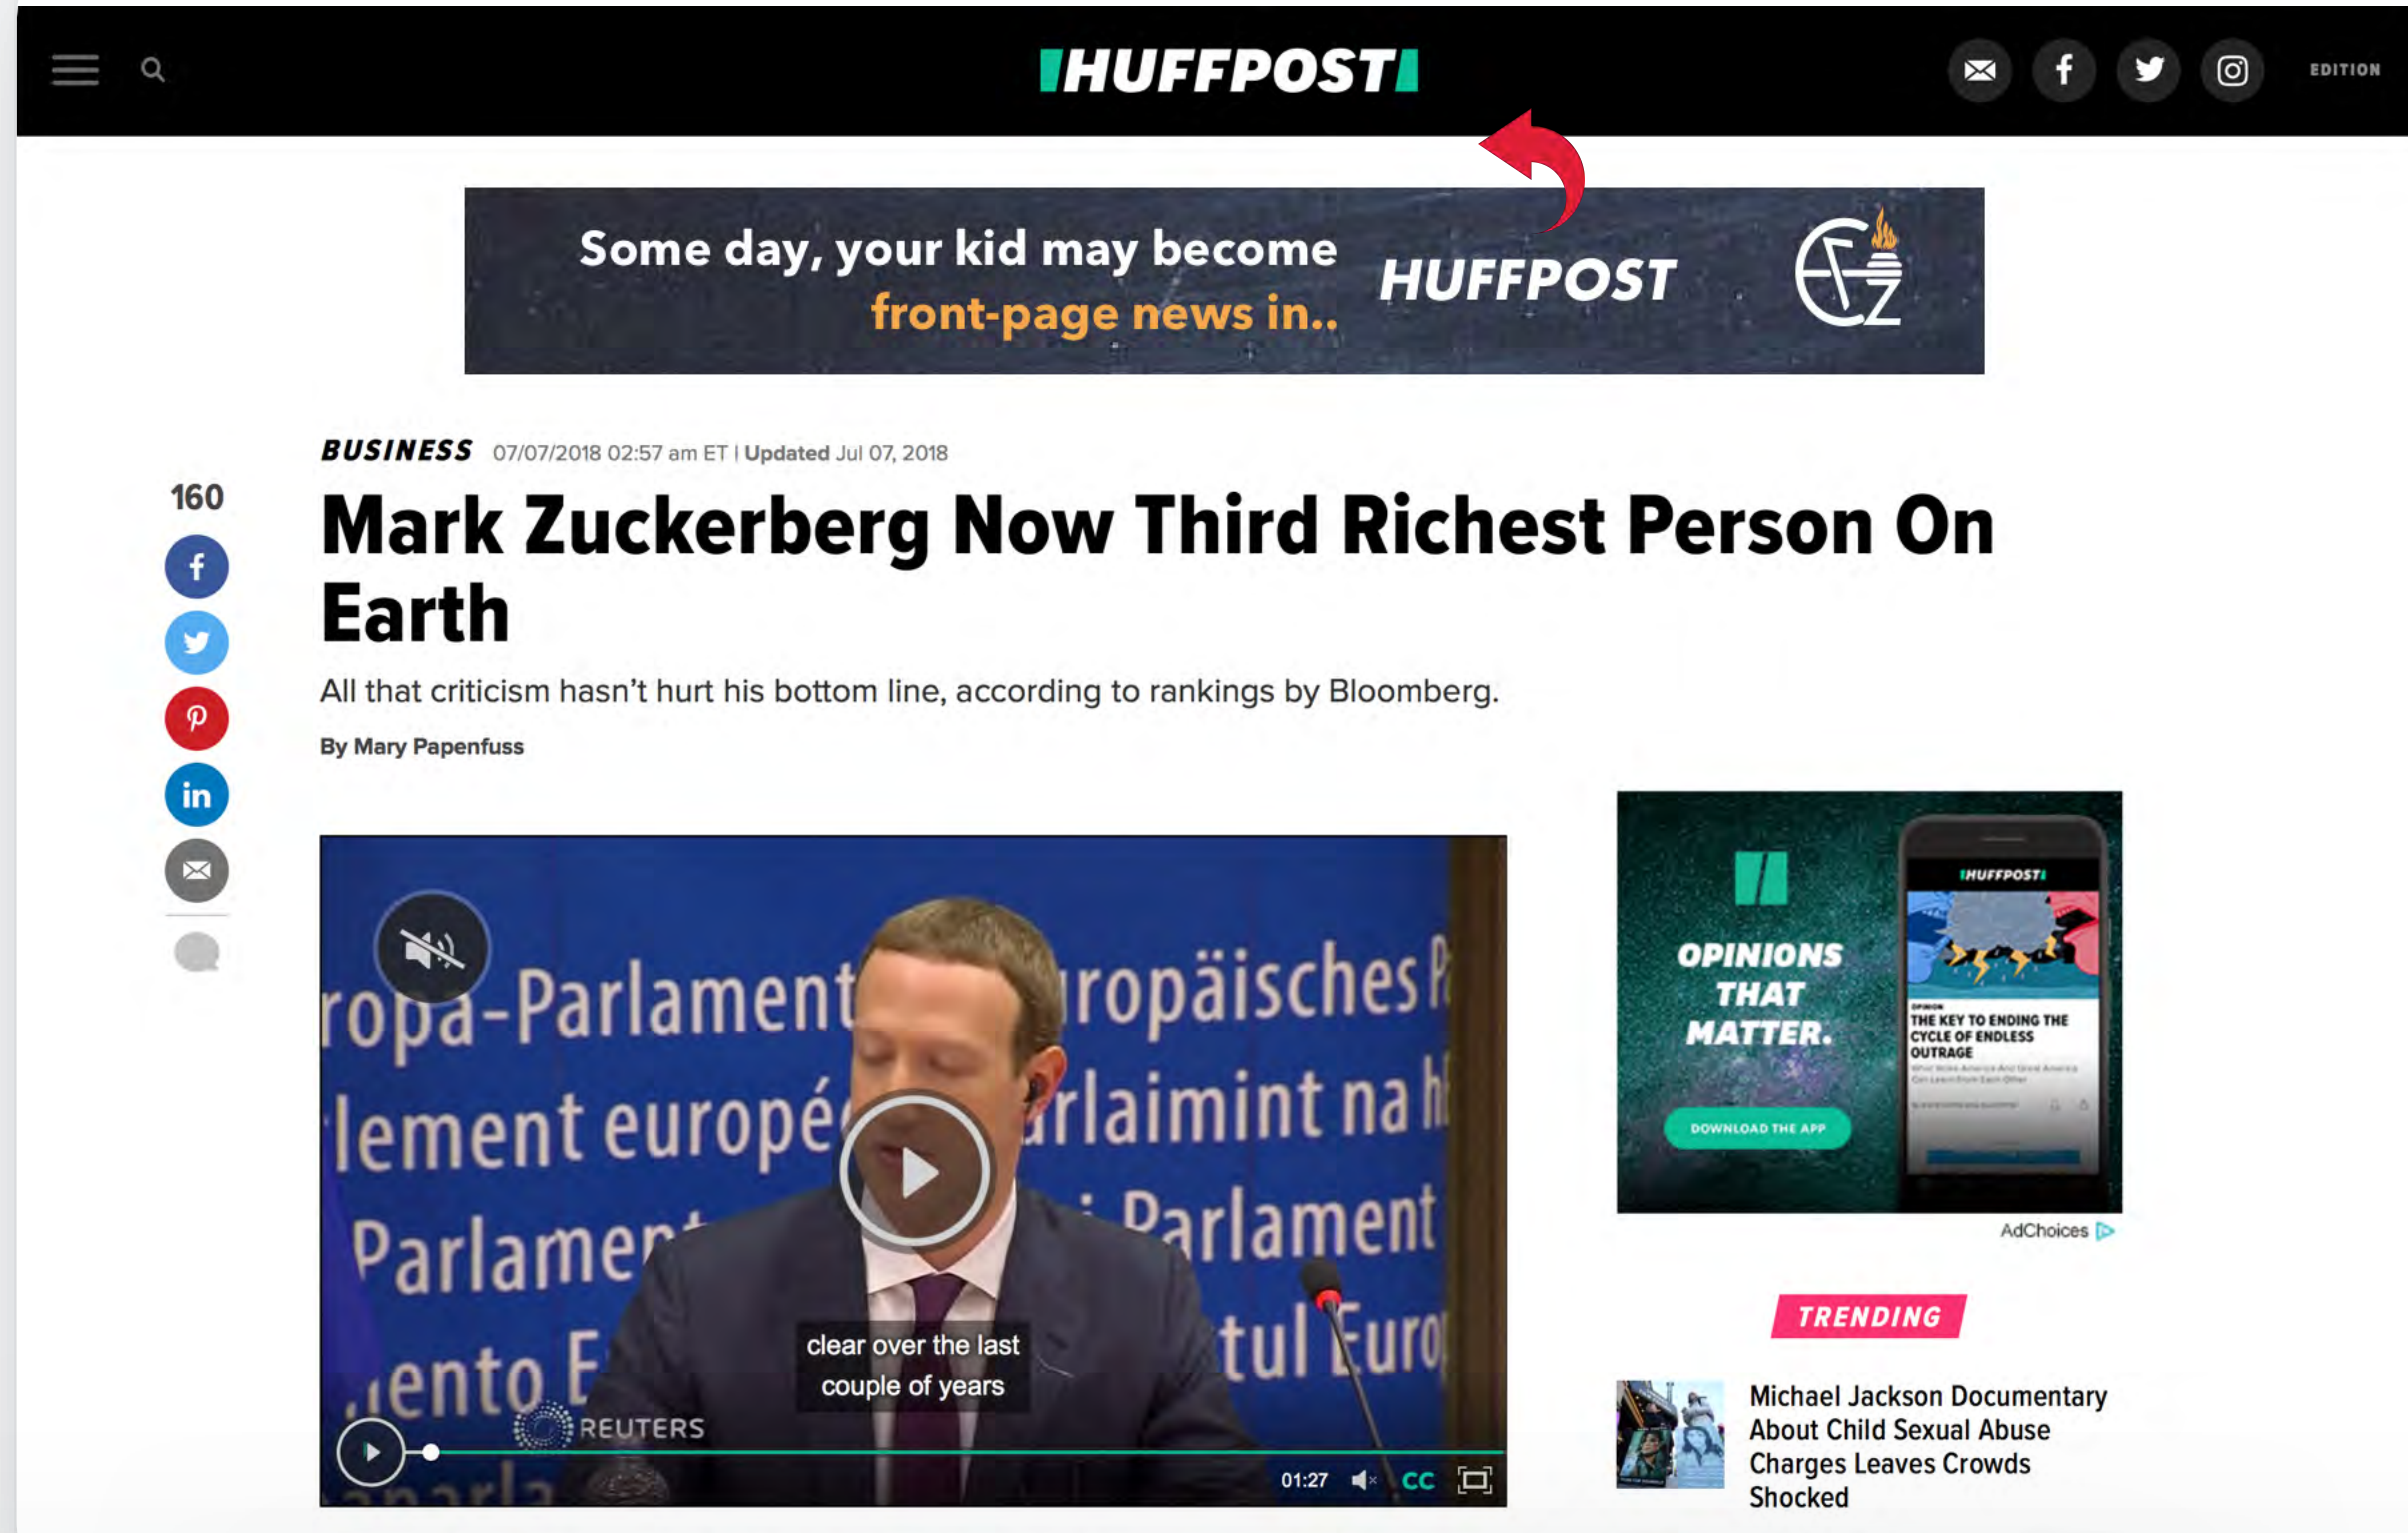 HUFFPOST
EDITION
Some day, your kid may become
front-page news in..
HUFFPOST
EZ
BUSINESS 07/07/2018 02:57 am ET | Updated Jul 07, 2018
160
Mark Zuckerberg Now Third Richest Person On
Earth
All that criticism hasn't hurt his bottom line, according to rankings by Bloomberg.
By Mary Papenfuss
ropa-Parlament
ropäisches P
lement europé
arlaimint na h
Parlamen
i Parlament
ento E
tul Euro
clear over the last
couple of years
REUTERS
01:27 CC
HUFFPOST
OPINIONS
THAT
MATTER.
DOWNLOAD THE APP
OPINION
THE KEY TO ENDING THE
CYCLE OF ENDLESS
OUTRAGE
AdChoices
TRENDING
Michael Jackson Documentary
About Child Sexual Abuse
Charges Leaves Crowds
Shocked